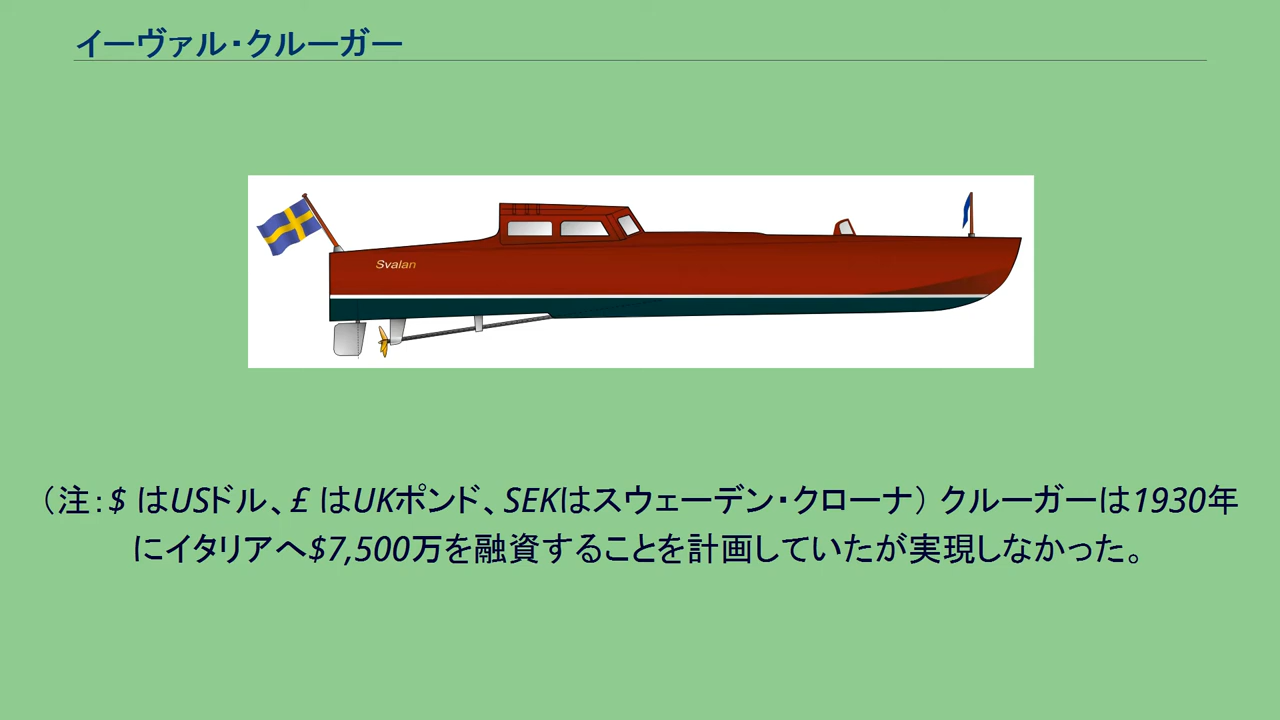 イーヴァル・クルーガー
Svalan
（注：$ はUSドル、£ はUKポンド、SEKはスウェーデン・クローナ） クルーガーは1930年
にイタリアへ$7,500万を融資することを計画していたが実現しなかった。